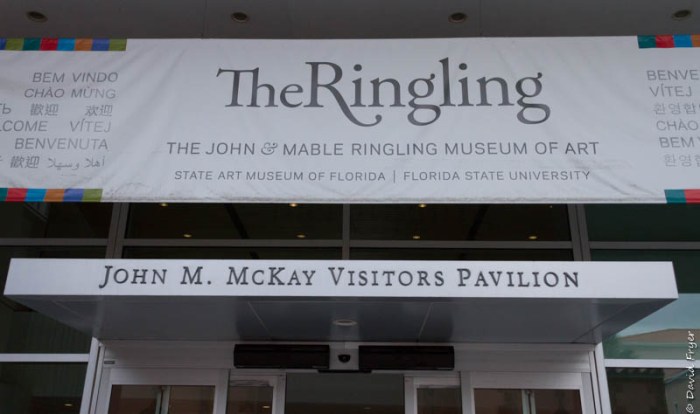 BEM VINDO
CHÀO MỪNG
歡迎 欢迎
VÍTEJ
BENVENUTA
歡迎 أهلا وسهلا
The Ringling
THE JOHN & MABLE RINGLING MUSEUM OF ART
STATE ART MUSEUM OF FLORIDA | FLORIDA STATE UNIVERSITY
BENVE
VÍTEJ
환영합
CHÀO M
BEM V
환영합
JOHN M. MCKAY VISITORS PAVILION
© David Fryer